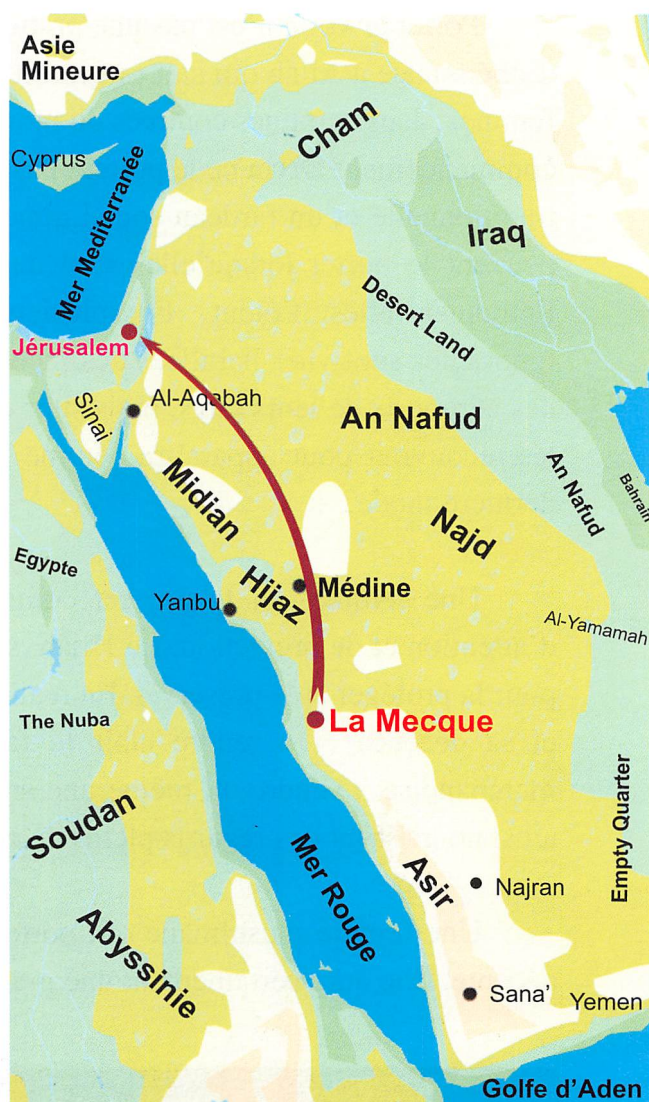 Asie
Mineure
Cyprus
Mer Mediterranée
Cham
Iraq
Desert Land
Jérusalem
Al-Aqabah
Sinai
An Nafud
An Nafud
Bahrain
Midian
Najd
Egypte
Hijaz
Médine
Yanbu
Al-Yamamah
The Nuba
La Mecque
Soudan
Mer Rouge
Asir
Najran
Empty Quarter
Abyssinie
Sana’
Yemen
Golfe d’Aden